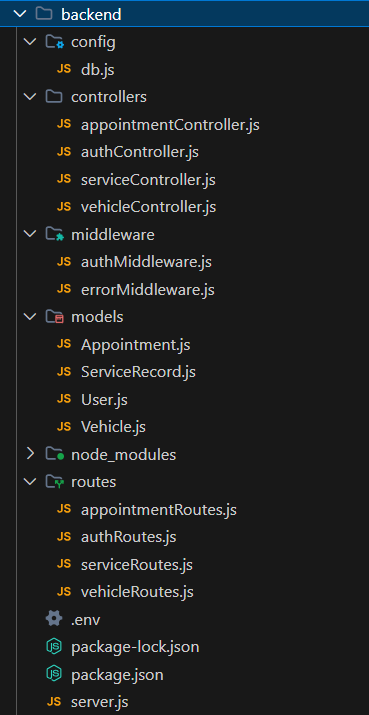 backend
config
JS db.js
controllers
JS appointmentController.js
JS authController.js
JS serviceController.js
JS vehicleController.js
middleware
JS authMiddleware.js
JS errorMiddleware.js
models
JS Appointment.js
JS ServiceRecord.js
JS User.js
JS Vehicle.js
node_modules
routes
JS appointmentRoutes.js
JS authRoutes.js
JS serviceRoutes.js
JS vehicleRoutes.js
.env
package-lock.json
package.json
JS server.js